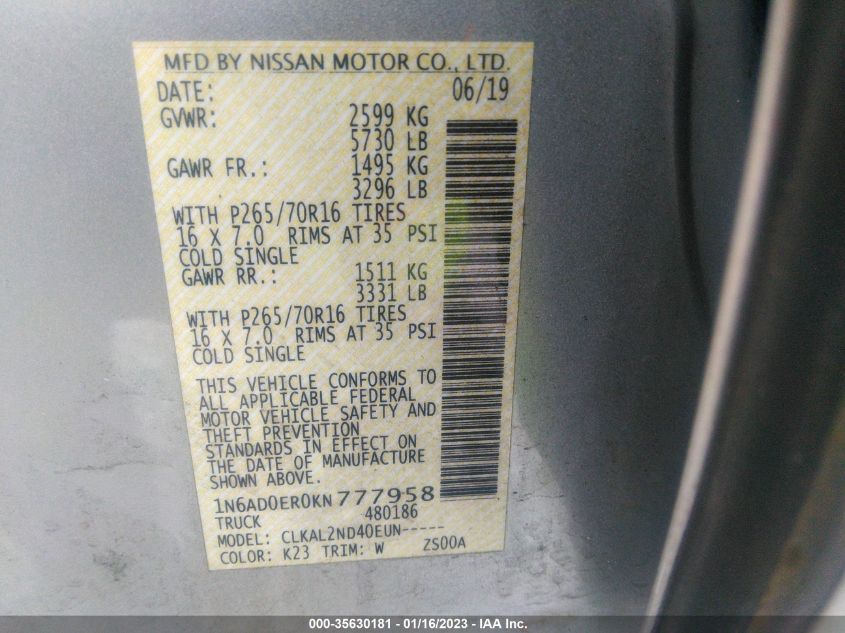 MFD BY NISSAN MOTOR CO., LTD.
DATE: 06/19
GVWR: 2599 KG
5730 LB
GAWR FR.: 1495 KG
3296 LB
WITH P265/70R16 TIRES
16 X 7.0 RIMS AT 35 PSI
COLD SINGLE
GAWR RR.: 1511 KG
3331 LB
WITH P265/70R16 TIRES
16 X 7.0 RIMS AT 35 PSI
COLD SINGLE
THIS VEHICLE CONFORMS TO
ALL APPLICABLE FEDERAL
MOTOR VEHICLE SAFETY AND
THEFT PREVENTION
STANDARDS IN EFFECT ON
THE DATE OF MANUFACTURE
SHOWN ABOVE.
1N6AD0ER0KN777958
TRUCK 480186
MODEL: CLKAL2ND40EUN-----
COLOR: K23 TRIM: W ZS00A
000-35630181 - 01/16/2023 - IAA Inc.